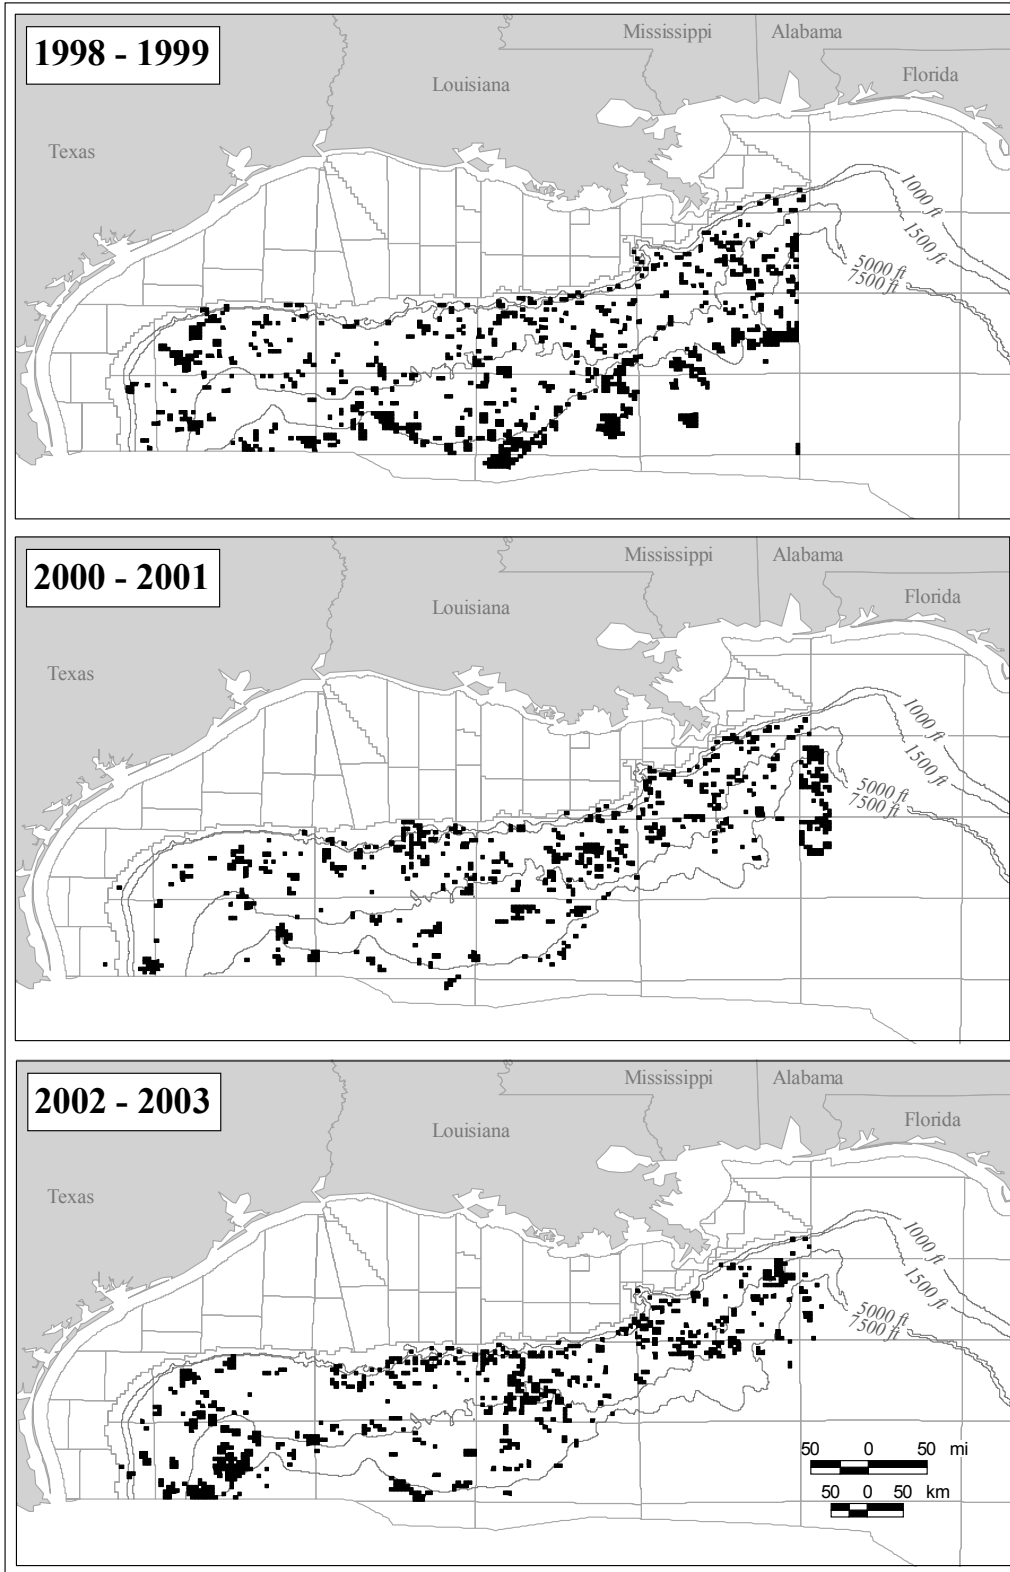 1998 - 1999
Mississippi
Alabama
Louisiana
Florida
Texas
1000 ft
1500 ft
5000 ft
7500 ft
2000 - 2001
Mississippi
Alabama
Louisiana
Florida
Texas
1000 ft
1500 ft
5000 ft
7500 ft
2002 - 2003
Mississippi
Alabama
Louisiana
Florida
Texas
1000 ft
1500 ft
5000 ft
7500 ft
50 0 50 mi
50 0 50 km